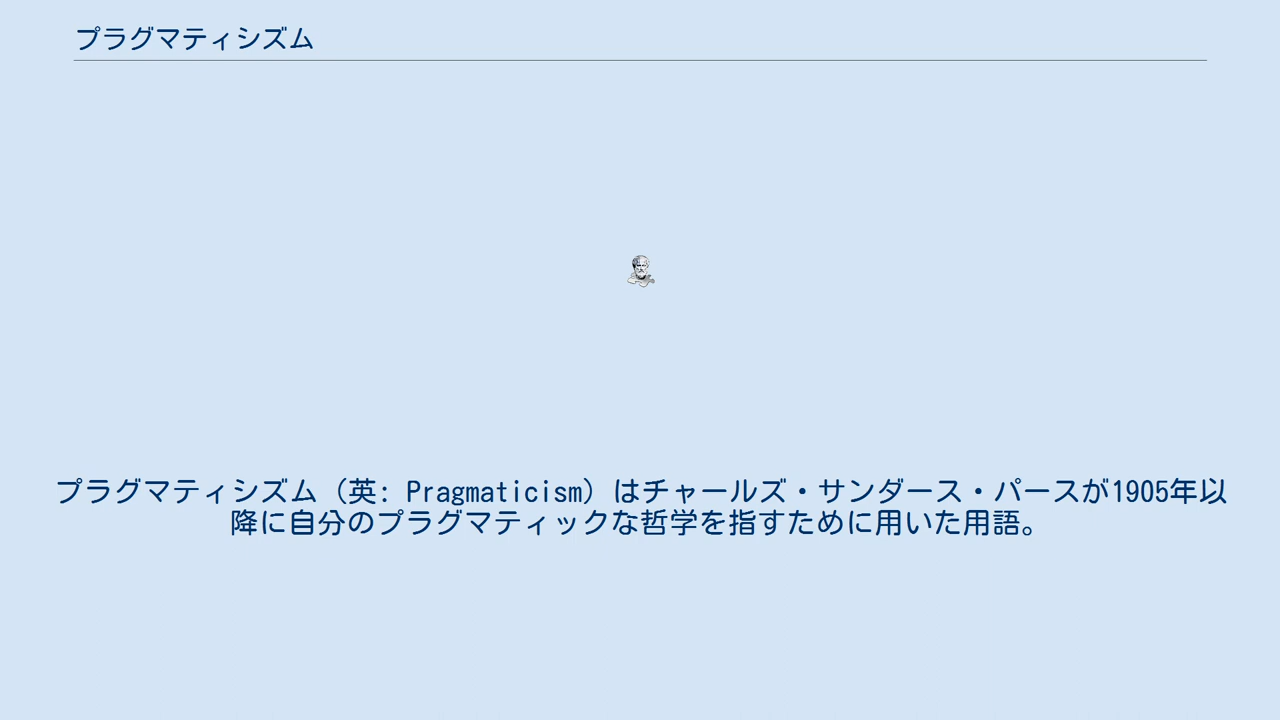 プラグマティシズム
プラグマティシズム（英: Pragmaticism）はチャールズ・サンダース・パースが1905年以
降に自分のプラグマティックな哲学を指すために用いた用語。